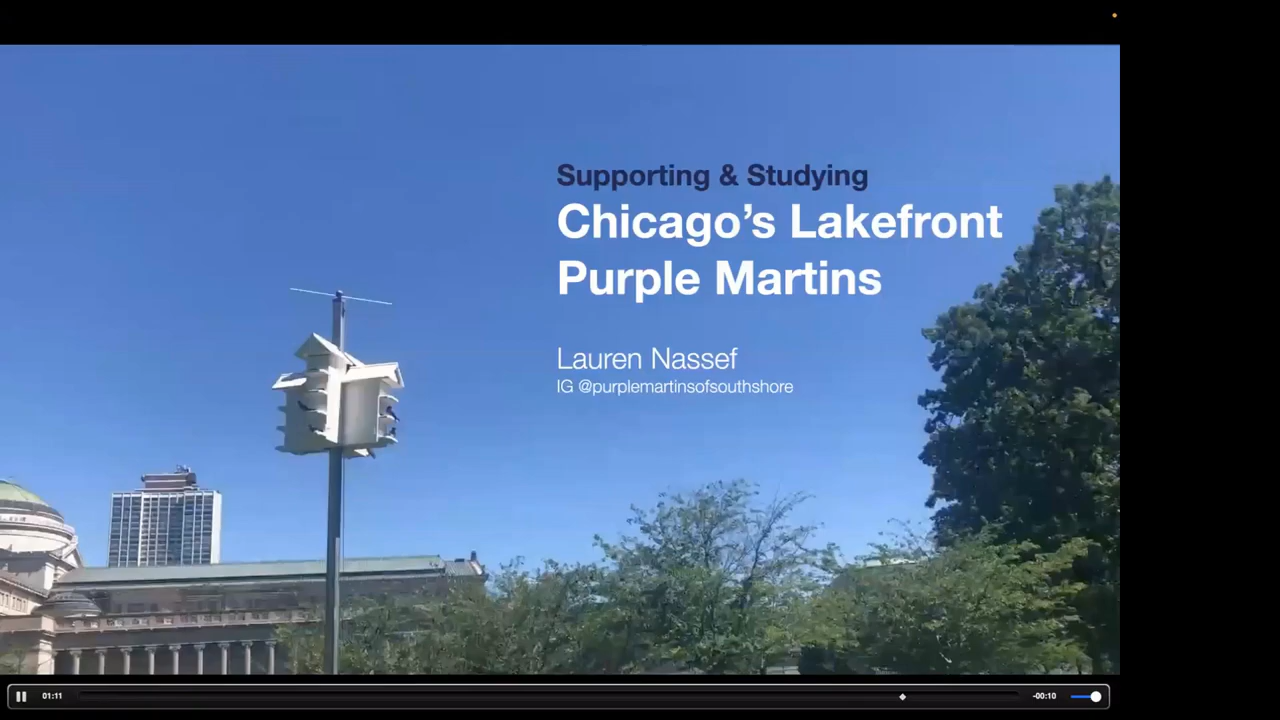 Supporting & Studying
Chicago's Lakefront
Purple Martins
Lauren Nassef
IG @purplemartinsofsouthshore
01:11
-00:10